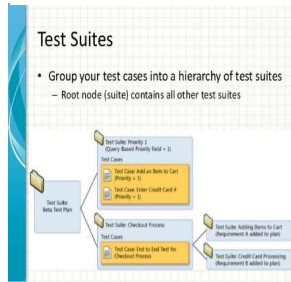 Test Suites
• Group your test cases into a hierarchy of test suites
– Root node (suite) contains all other test suites
Test Suite: Priority 1
(Query-Based Priority field = 1)
Test Cases
Test Case: Add an Item to Cart
(Priority = 1)
Test Case: Enter Credit Card #
(Priority = 1)
Test Suite:
Beta Test Plan
Test Suite: Checkout Process
Test Cases
Test Case: End to End Test for
Checkout Process
Test Suite: Adding Items to Cart
(Requirement A added to plan)
Test Suite: Credit Card Processing
(Requirement B added to plan)